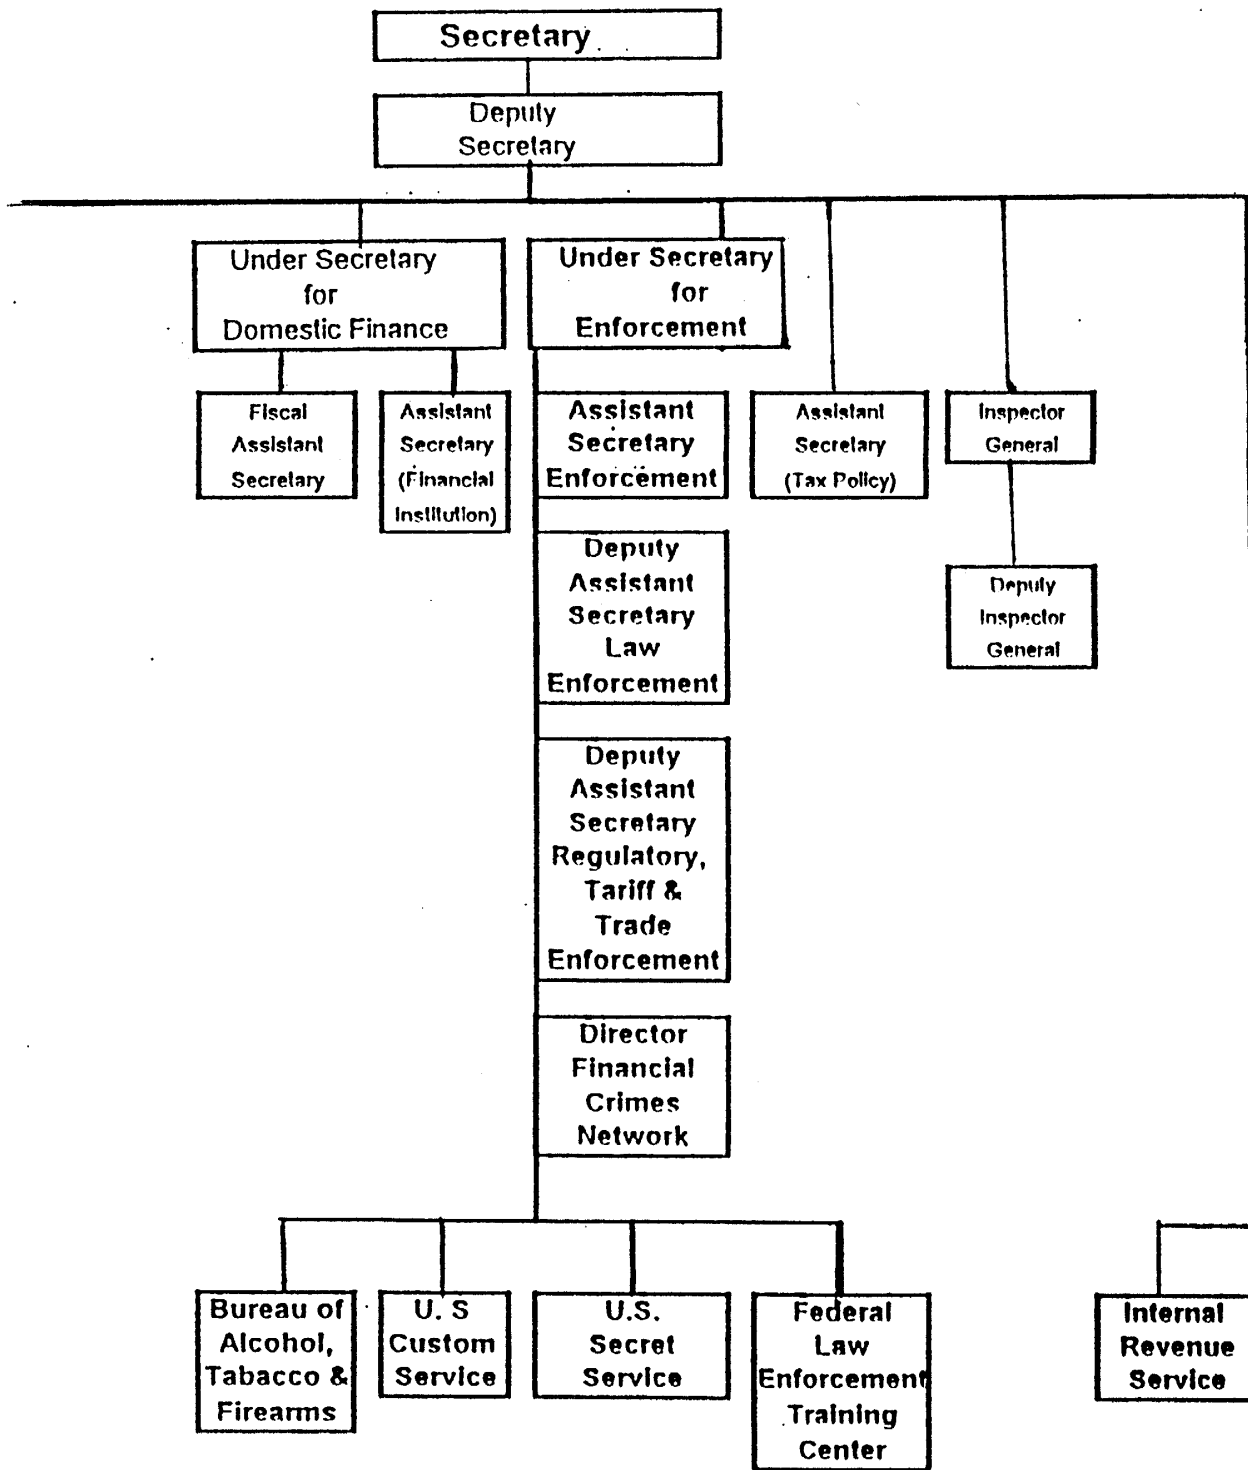 Secretary
Deputy
Secretary
Under Secretary
for
Domestic Finance
Under Secretary
for
Enforcement
Fiscal
Assistant
Secretary
Assistant
Secretary
(Financial
Institution)
Assistant
Secretary
Enforcement
Assistant
Secretary
(Tax Policy)
Inspector
General
Deputy
Assistant
Secretary
Law
Enforcement
Deputy
Inspector
General
Deputy
Assistant
Secretary
Regulatory,
Tariff &
Trade
Enforcement
Director
Financial
Crimes
Network
Bureau of
Alcohol,
Tabacco &
Firearms
U. S
Custom
Service
U.S.
Secret
Service
Federal
Law
Enforcement
Training
Center
Internal
Revenue
Service